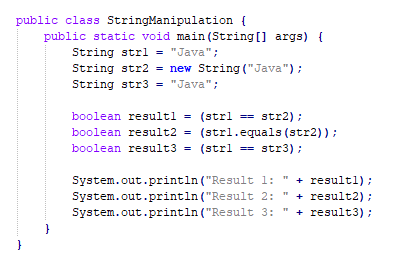 public class StringManipulation {
    public static void main(String[] args) {
        String str1 = "Java";
        String str2 = new String("Java");
        String str3 = "Java";

        boolean result1 = (str1 == str2);
        boolean result2 = (str1.equals(str2));
        boolean result3 = (str1 == str3);

        System.out.println("Result 1: " + result1);
        System.out.println("Result 2: " + result2);
        System.out.println("Result 3: " + result3);
    }
}